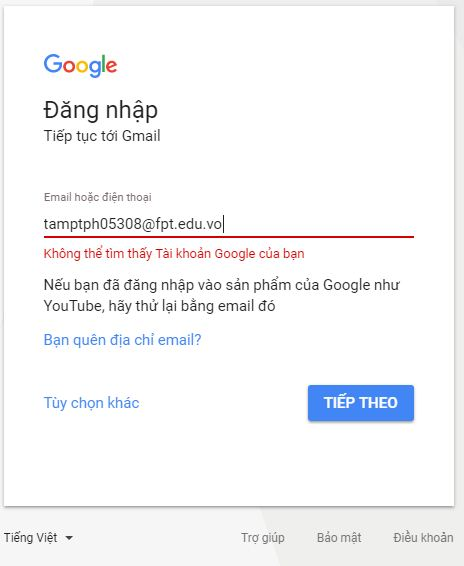 Google
Đăng nhập
Tiếp tục tới Gmail
Email hoặc điện thoại
tamptph05308@fpt.edu.vo
Không thể tìm thấy Tài khoản Google của bạn
Nếu bạn đã đăng nhập vào sản phẩm của Google như
YouTube, hãy thử lại bằng email đó
Bạn quên địa chỉ email?
Tùy chọn khác
TIẾP THEO
Tiếng Việt
Trợ giúp
Bảo mật
Điều khoản